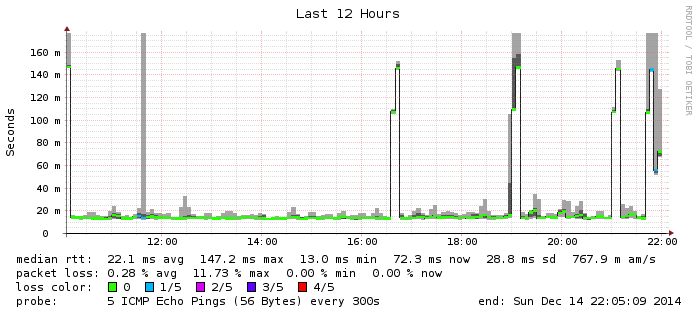 Last 12 Hours
RRDTOOL / TOBI OETIKER
Seconds
160 m
140 m
120 m
100 m
80 m
60 m
40 m
20 m
0
12:00 14:00 16:00 18:00 20:00 22:00
median rtt: 22.1 ms avg 147.2 ms max 13.0 ms min 72.3 ms now 28.8 ms sd 767.9 m am/s
packet loss: 0.28 % avg 11.73 % max 0.00 % min 0.00 % now
loss color: 0 1/5 2/5 3/5 4/5
probe: 5 ICMP Echo Pings (56 Bytes) every 300s end: Sun Dec 14 22:05:09 2014